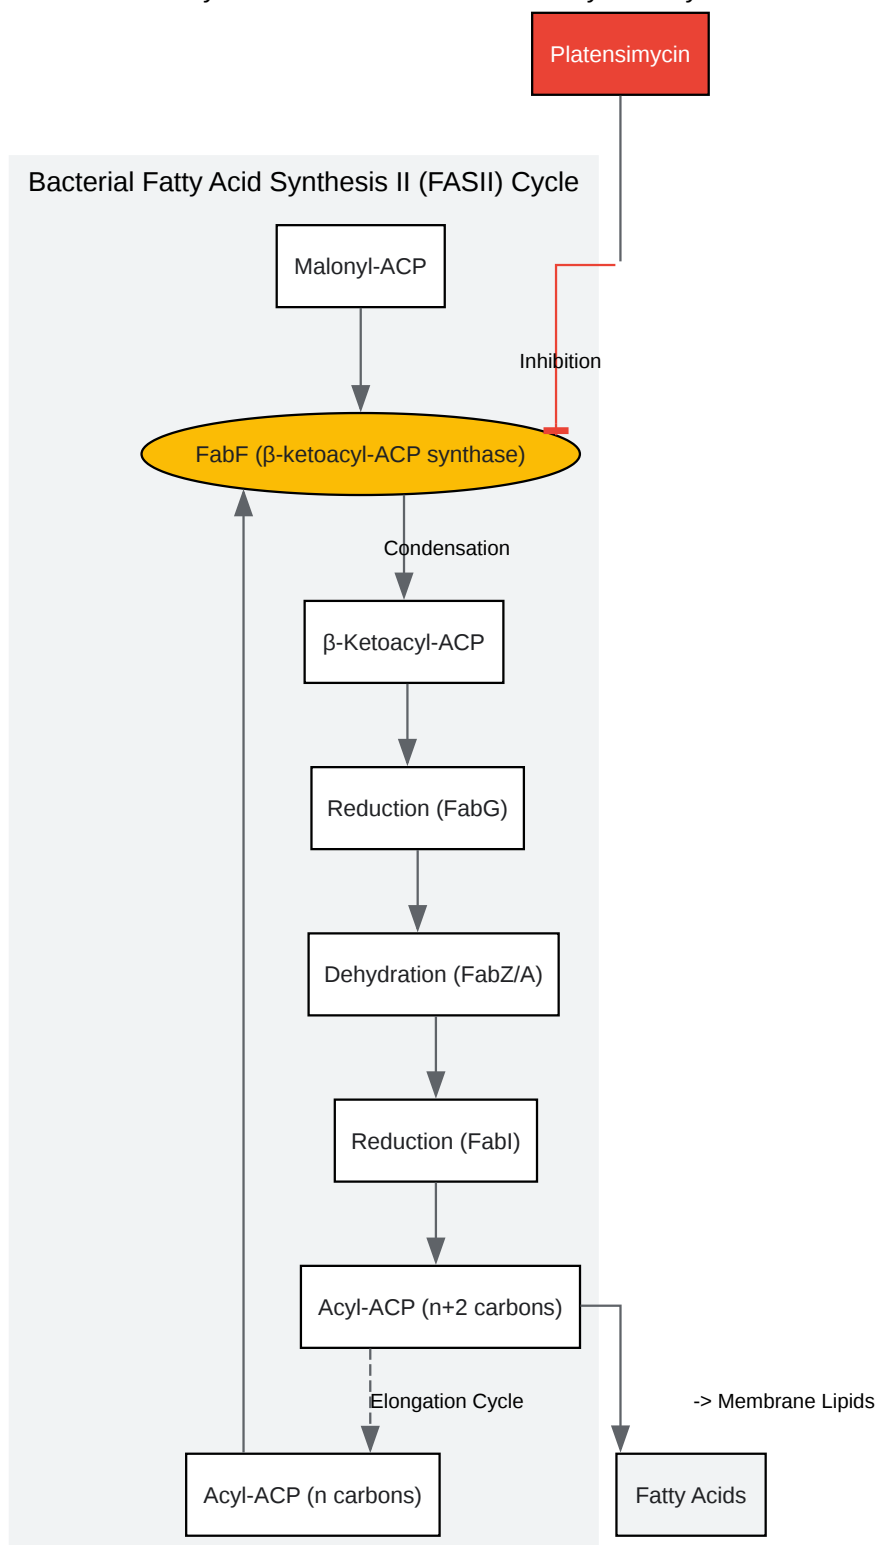 Platensimycin
Bacterial Fatty Acid Synthesis II (FASII) Cycle
Malonyl-ACP
Inhibition
FabF (β-ketoacyl-ACP synthase)
Condensation
β-Ketoacyl-ACP
Reduction (FabG)
Dehydration (FabZ/A)
Reduction (FabI)
Acyl-ACP (n+2 carbons)
Elongation Cycle
-> Membrane Lipids
Acyl-ACP (n carbons)
Fatty Acids